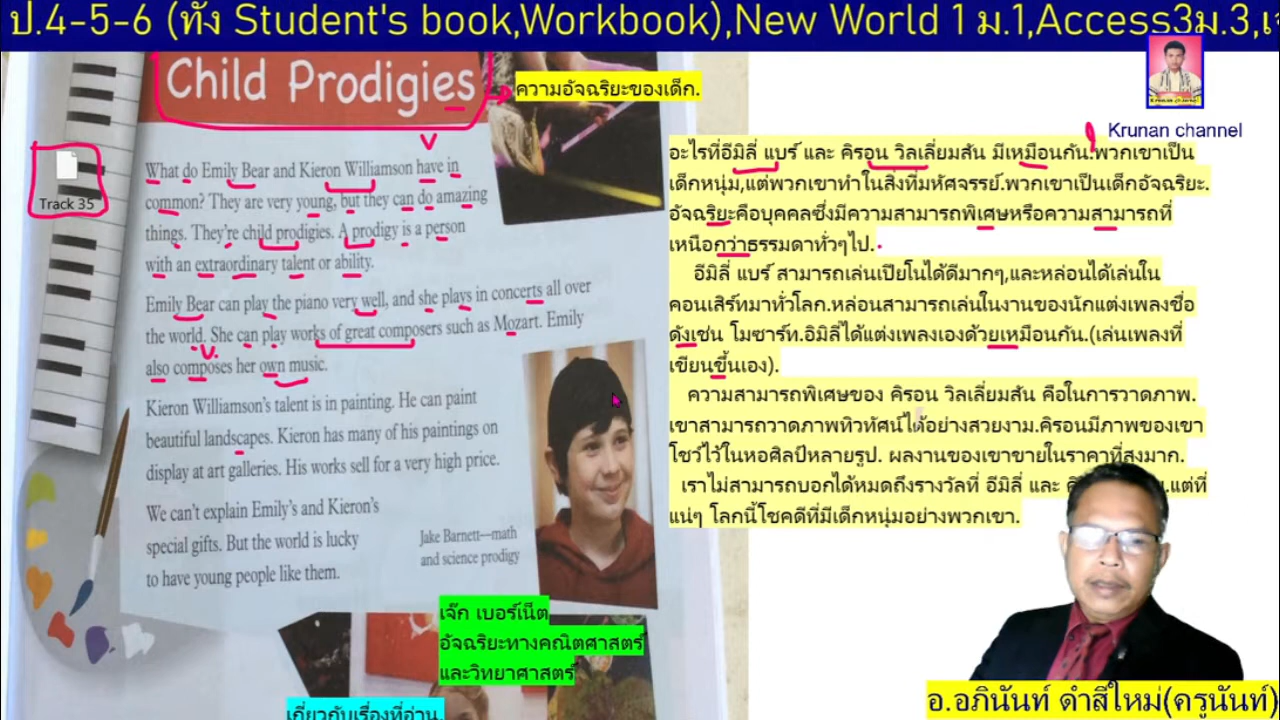 ป.4-5-6 (ทั้ง Student's book,Workbook),New World 1 ม.1,Access3ม.3,
Child Prodigies
ความอัจฉริยะของเด็ก.
Krunan channel
Track 35
What do Emily Bear and Kieron Williamson have in
common? They are very young, but they can do amazing
things. They're child prodigies. A prodigy is a person
with an extraordinary talent or ability.
Emily Bear can play the piano very well, and she plays in concerts all over
the world. She can play works of great composers such as Mozart. Emily
also composes her own music.
Kieron Williamson's talent is in painting. He can paint
beautiful landscapes. Kieron has many of his paintings on
display at art galleries. His works sell for a very high price.
We can't explain Emily's and Kieron's
special gifts. But the world is lucky
to have young people like them.
Jake Barnett—math
and science prodigy
อะไรที่อีมิลี่ แบร์ และ คิรอน วิลเลี่ยมสัน มีเหมือนกัน.พวกเขาเป็น
เด็กหนุ่ม,แต่พวกเขาทำในสิ่งที่มหัศจรรย์.พวกเขาเป็นเด็กอัจฉริยะ.
อัจฉริยะคือบุคคลซึ่งมีความสามารถพิเศษหรือความสามารถที่
เหนือกว่าธรรมดาทั่วๆไป.
อีมิลี่ แบร์ สามารถเล่นเปียโนได้ดีมากๆ,และหล่อนได้เล่นใน
คอนเสิร์ทมาทั่วโลก.หล่อนสามารถเล่นในงานของนักแต่งเพลงชื่อ
ดังเช่น โมซาร์ท.อิมิลี่ได้แต่งเพลงเองด้วยเหมือนกัน.(เล่นเพลงที่
เขียนขึ้นเอง).
ความสามารถพิเศษของ คิรอน วิลเลี่ยมสัน คือในการวาดภาพ.
เขาสามารถวาดภาพทิวทัศน์ได้อย่างสวยงาม.คิรอนมีภาพของเขา
โชว์ไว้ในหอศิลป์หลายรูป. ผลงานของเขาขายในราคาที่สูงมาก.
เราไม่สามารถบอกได้หมดถึงรางวัลที่ อีมิลี่ และ แต่ที่
แน่ๆ โลกนี้โชคดีที่มีเด็กหนุ่มอย่างพวกเขา.
เจ๊ก เบอร์เน็ต
อัจฉริยะทางคณิตศาสตร์
และวิทยาศาสตร์
เกี่ยวกับเรื่องที่อ่าน.
อ.อภินันท์ ดำสีใหม่(ครูนันท์)